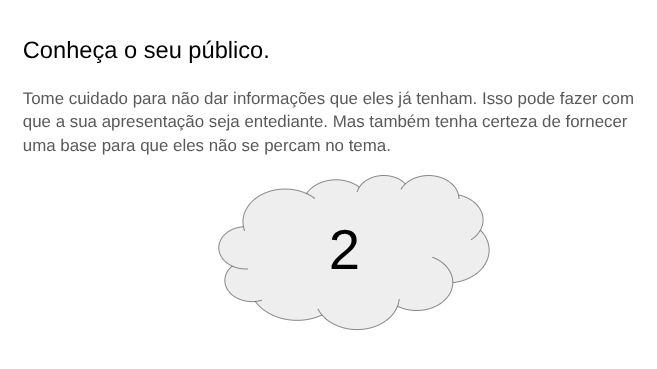 Conheça o seu público.
Tome cuidado para não dar informações que eles já tenham. Isso pode fazer com
que a sua apresentação seja entediante. Mas também tenha certeza de fornecer
uma base para que eles não se percam no tema.
2